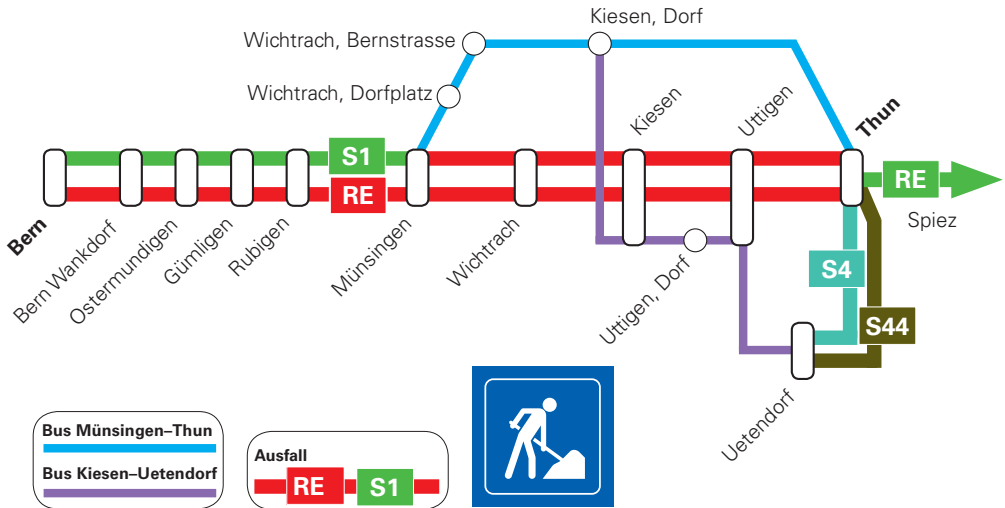 Kiesen, Dorf
Wichtrach, Bernstrasse
Wichtrach, Dorfplatz
Kiesen
Uttigen
Thun
S1
RE
RE
Spiez
Bern
Bern Wankdorf
Ostermundigen
Gümligen
Rubigen
Münsingen
Wichtrach
Uttigen, Dorf
S4
S44
Uetendorf
Bus Münsingen–Thun
Bus Kiesen–Uetendorf
Ausfall
RE S1